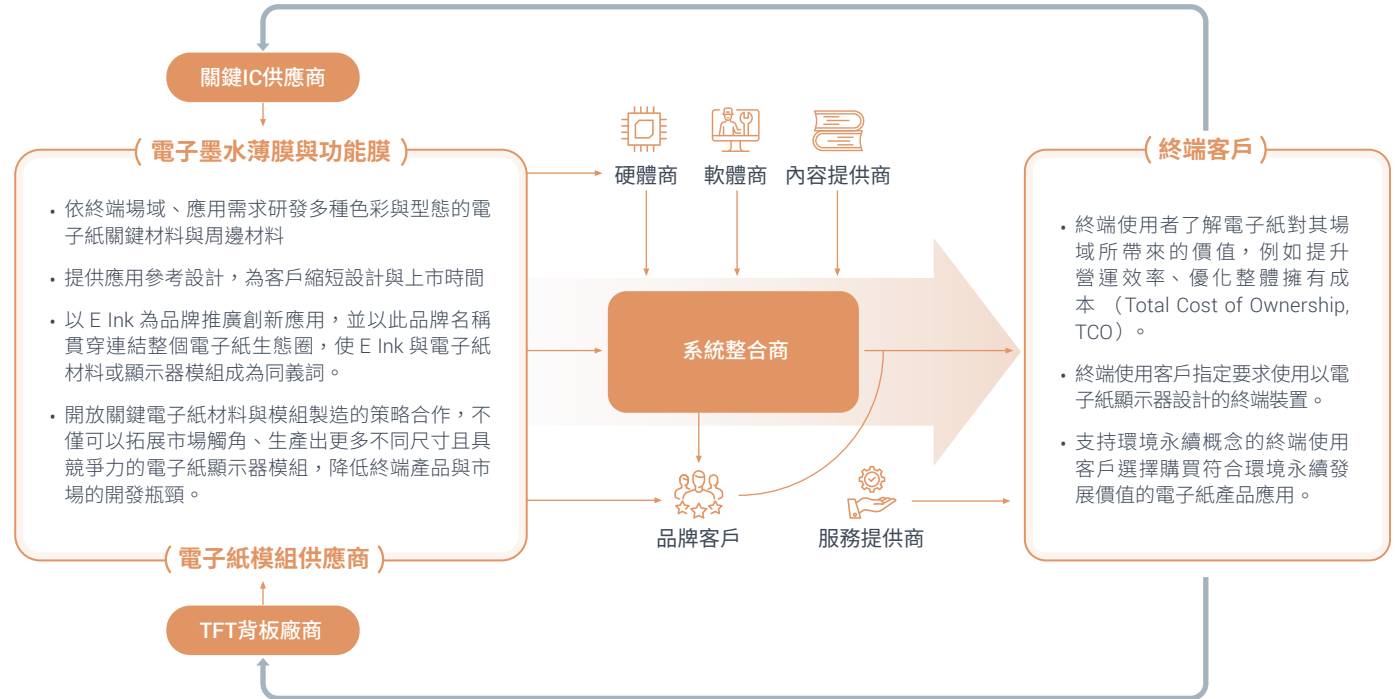 關鍵IC供應商
( 電子墨水薄膜與功能膜 )
• 依終端場域、應用需求研發多種色彩與型態的電
子紙關鍵材料與周邊材料
• 提供應用參考設計，為客戶縮短設計與上市時間
• 以 E Ink 為品牌推廣創新應用，並以此品牌名稱
貫穿連結整個電子紙生態圈，使 E Ink 與電子紙
材料或顯示器模組成為同義詞。
• 開放關鍵電子紙材料與模組製造的策略合作，不
僅可以拓展市場觸角、生產出更多不同尺寸且具
競爭力的電子紙顯示器模組，降低終端產品與市
場的開發瓶頸。
( 電子紙模組供應商 )
TFT背板廠商
硬體商
軟體商
內容提供商
系統整合商
品牌客戶
服務提供商
( 終端客戶 )
• 終端使用者了解電子紙對其場
域所帶來的價值，例如提升
營運效率、優化整體擁有成
本 （Total Cost of Ownership,
TCO）。
• 終端使用客戶指定要求使用以電
子紙顯示器設計的終端裝置。
• 支持環境永續概念的終端使用
客戶選擇購買符合環境永續發
展價值的電子紙產品應用。